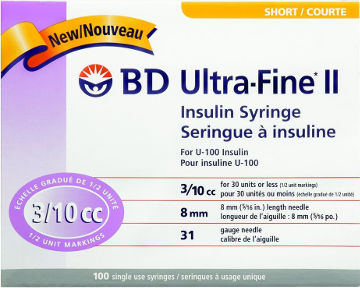 SHORT / COURTE
New/Nouveau
BD Ultra-Fine* II
Insulin Syringe
Seringue à insuline
For U-100 Insulin
Pour insuline U-100
ECHELLE GRADUÉ DE 1/2 UNITÉ
3/10 cc
1/2 UNIT MARKINGS
3/10 cc for 30 units or less (1/2 unit markings)
pour 30 unités ou moins (echelle gradué de 1/2 unité)
8 mm 8 mm (5/16 in.) length needle
longueur de l'aiguille : 8 mm (5/16 po.)
31 gauge needle
calibre de l'aiguille
100 single use syringes / seringues à usage unique